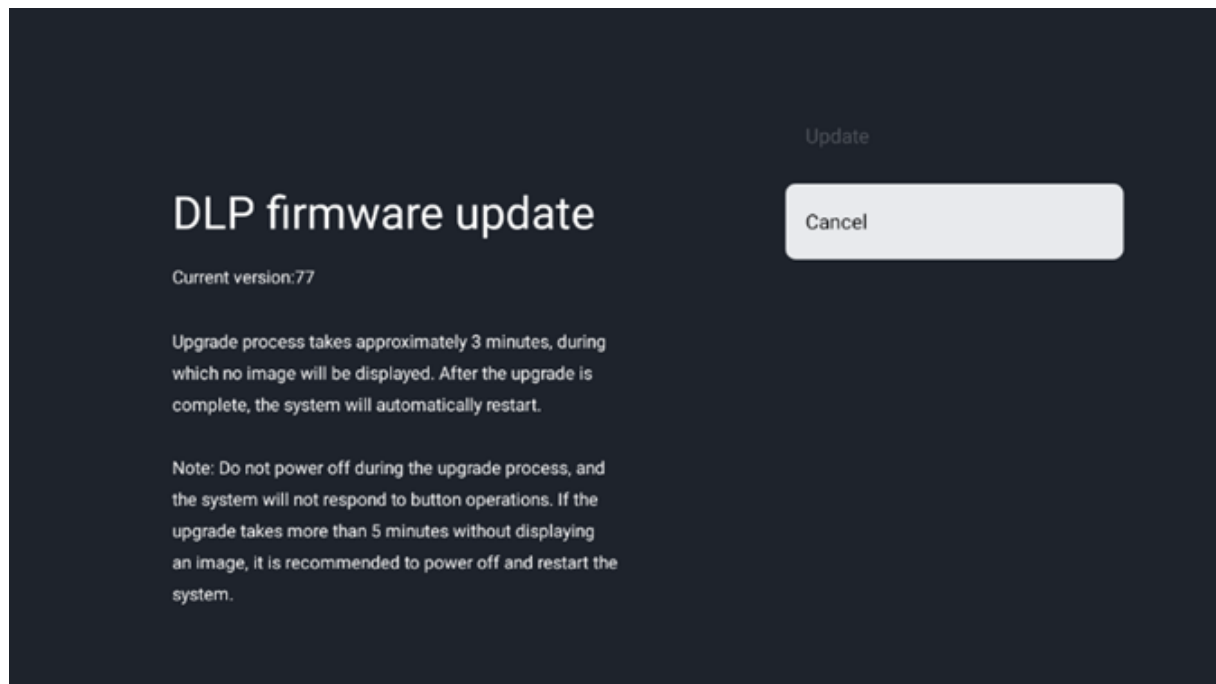 DLP firmware update
Current version:77
Upgrade process takes approximately 3 minutes, during
which no image will be displayed. After the upgrade is
complete, the system will automatically restart.
Note: Do not power off during the upgrade process, and
the system will not respond to button operations. If the
upgrade takes more than 5 minutes without displaying
an image, it is recommended to power off and restart the
system.
Update
Cancel